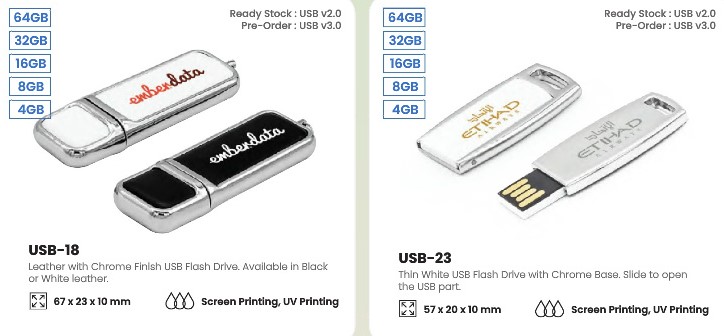 64GB
32GB
16GB
8GB
4GB
Ready Stock : USB v2.0
Pre-Order : USB v3.0
emberdata
emberdata
USB-18
Leather with Chrome Finish USB Flash Drive. Available in Black
or White leather.
67 x 23 x 10 mm
Screen Printing, UV Printing
64GB
32GB
16GB
8GB
4GB
Ready Stock : USB v2.0
Pre-Order : USB v3.0
الإتحاد
ETIHAD
AIRWAYS
الإتحاد
ETIHAD
AIRWAYS
USB-23
Thin White USB Flash Drive with Chrome Base. Slide to open
the USB part.
57 x 20 x 10 mm
Screen Printing, UV Printing